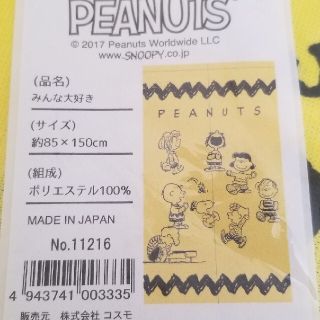 PEANUTS
© 2017 Peanuts Worldwide LLC
www.SNOOPY.co.jp
(品名)
みんな大好き
(サイズ)
約85×150cm
(組成)
ポリエステル100%
MADE IN JAPAN
No.11216
4 943741 003335
販売元 株式会社 コスモ
PEANUTS